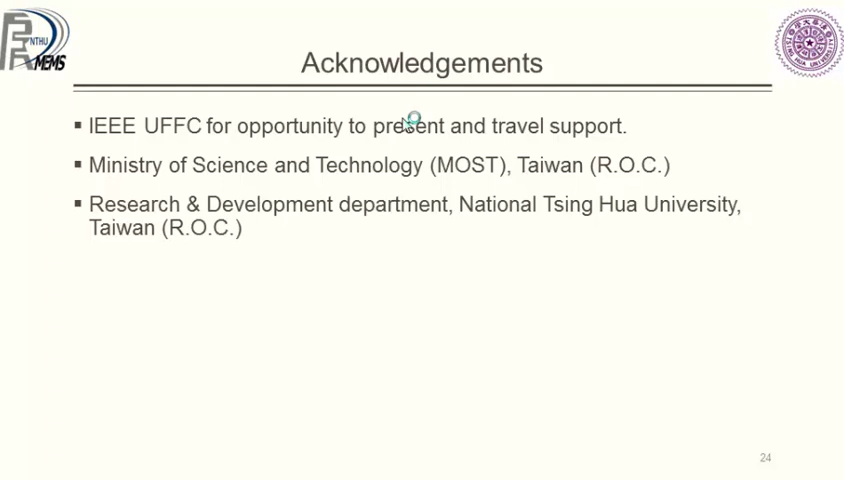 NTHU
MEMS
Acknowledgements
▪ IEEE UFFC for opportunity to present and travel support.
▪ Ministry of Science and Technology (MOST), Taiwan (R.O.C.)
▪ Research & Development department, National Tsing Hua University,
Taiwan (R.O.C.)
24